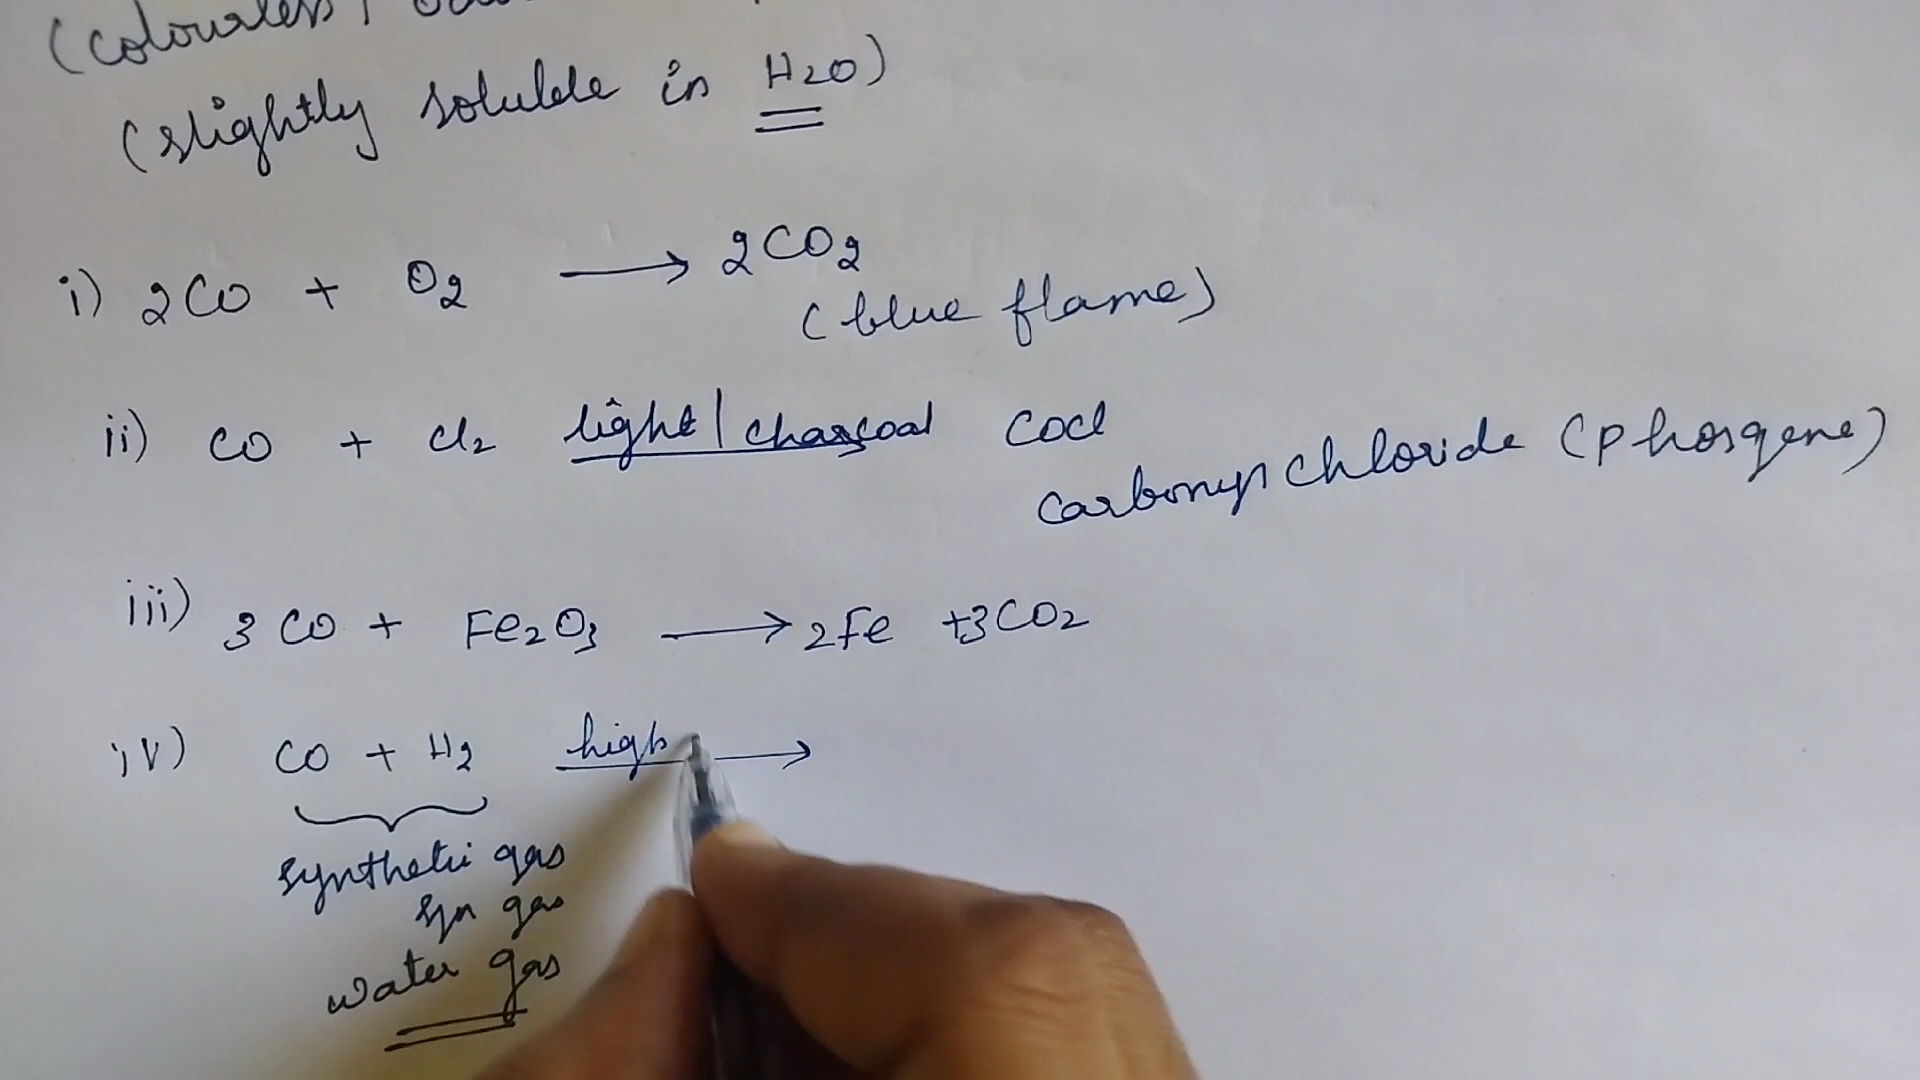 (colourless,
(slightly soluble in H2O)
i) 2CO + O2 → 2CO2
(blue flame)
ii) CO + Cl2 light/charcoal COCl
carbonyl chloride (phosgene)
iii) 3CO + Fe2O3 → 2Fe +3CO2
iv) CO + H2 high →
synthetic gas
syn gas
water gas